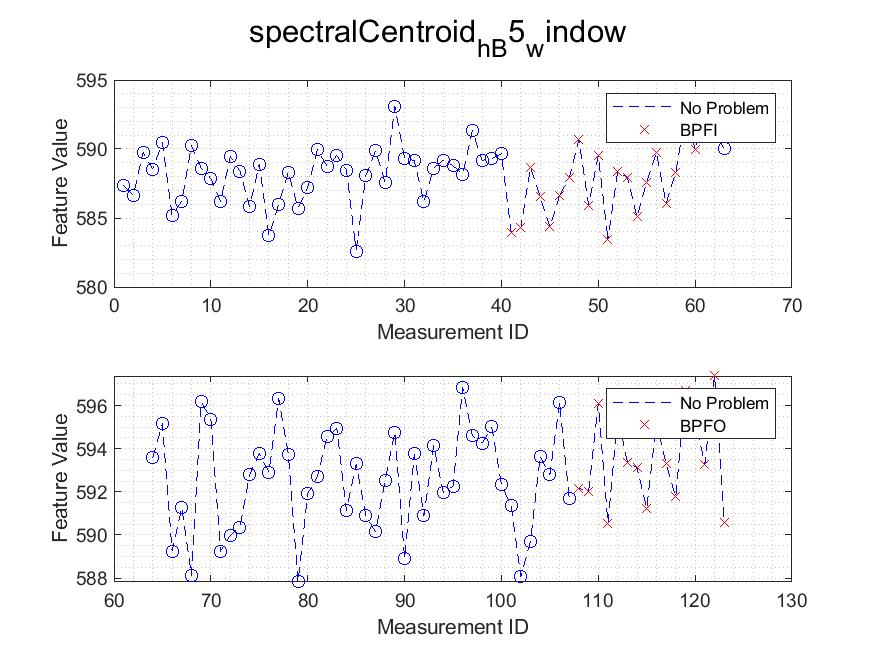 spectralCentroid_hB5_window
595
590
585
580
Feature Value
No Problem
BPFI
0 10 20 30 40 50 60 70
Measurement ID
596
594
592
590
588
Feature Value
No Problem
BPFO
60 70 80 90 100 110 120 130
Measurement ID